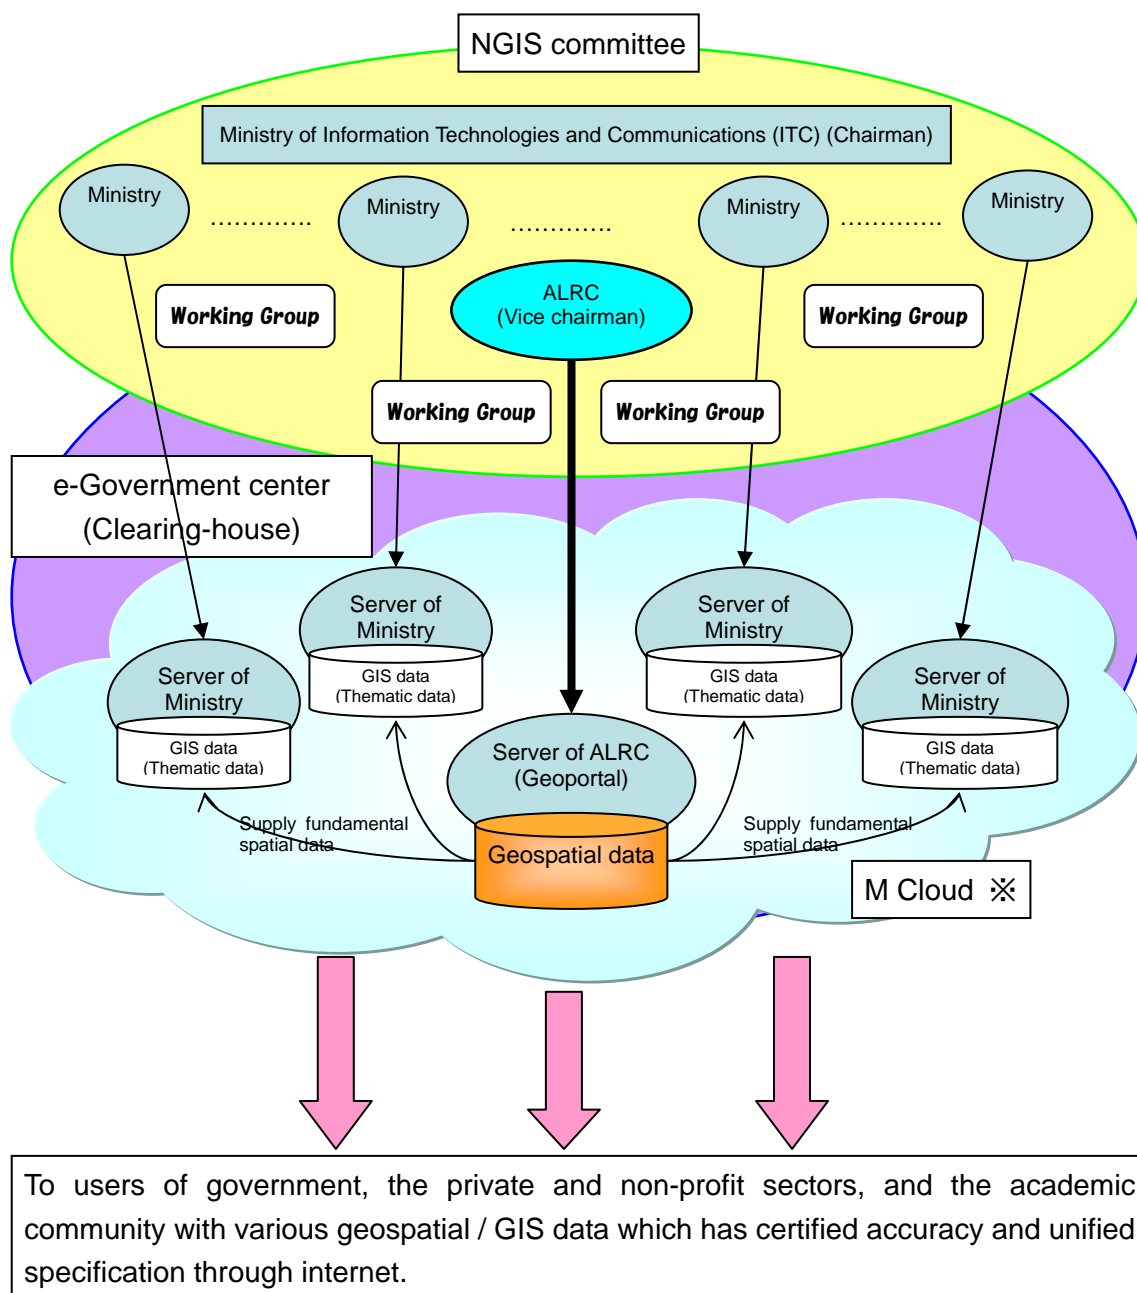 NGIS committee
Ministry of Information Technologies and Communications (ITC) (Chairman)
Ministry
Ministry
Ministry
Ministry
.............
.............
.............
.............
ALRC
(Vice chairman)
Working Group
Working Group
Working Group
Working Group
e-Government center
(Clearing-house)
Server of
Ministry
GIS data
(Thematic data)
Server of
Ministry
GIS data
(Thematic data)
Server of
Ministry
GIS data
(Thematic data)
Server of
Ministry
GIS data
(Thematic data)
Server of ALRC
(Geoportal)
Geospatial data
Supply fundamental
spatial data
Supply fundamental
spatial data
M Cloud ※
To users of government, the private and non-profit sectors, and the academic
community with various geospatial / GIS data which has certified accuracy and unified
specification through internet.